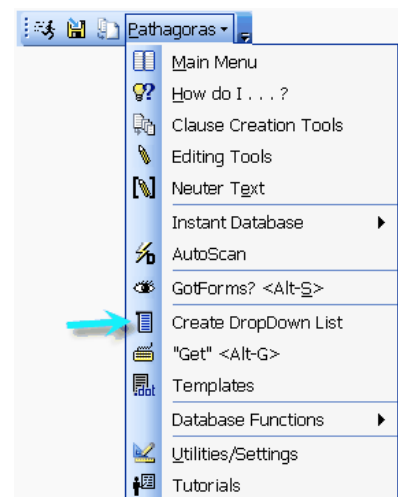 Pathagoras
Main Menu
How do I . . . ?
Clause Creation Tools
Editing Tools
Neuter Text
Instant Database
AutoScan
GotForms? <Alt-S>
Create DropDown List
"Get" <Alt-G>
.dot Templates
Database Functions
Utilities/Settings
Tutorials